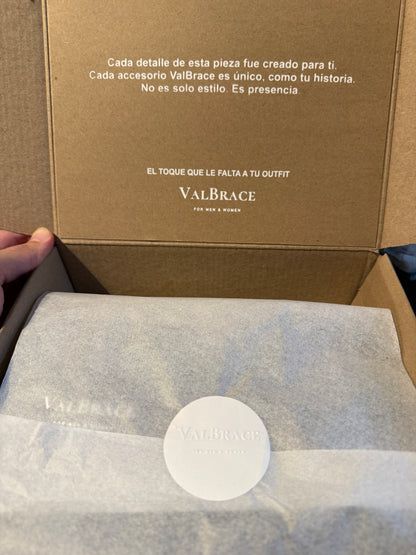 Cada detalle de esta pieza fue creado para ti.
Cada accesorio ValBrace es único, como tu historia.
No es solo estilo. Es presencia.
EL TOQUE QUE LE FALTA A TU OUTFIT
VALBRACE
FOR MEN & WOMEN
VALBRACE
VALBRACE